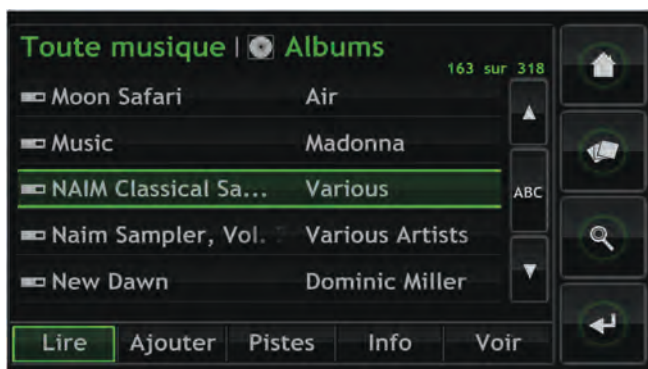 Toute musique | Albums
163 sur 318
Moon Safari Air
Music Madonna
NAIM Classical Sa... Various
ABC
Naim Sampler, Vol. Various Artists
New Dawn Dominic Miller
Lire Ajouter Pistes Info Voir